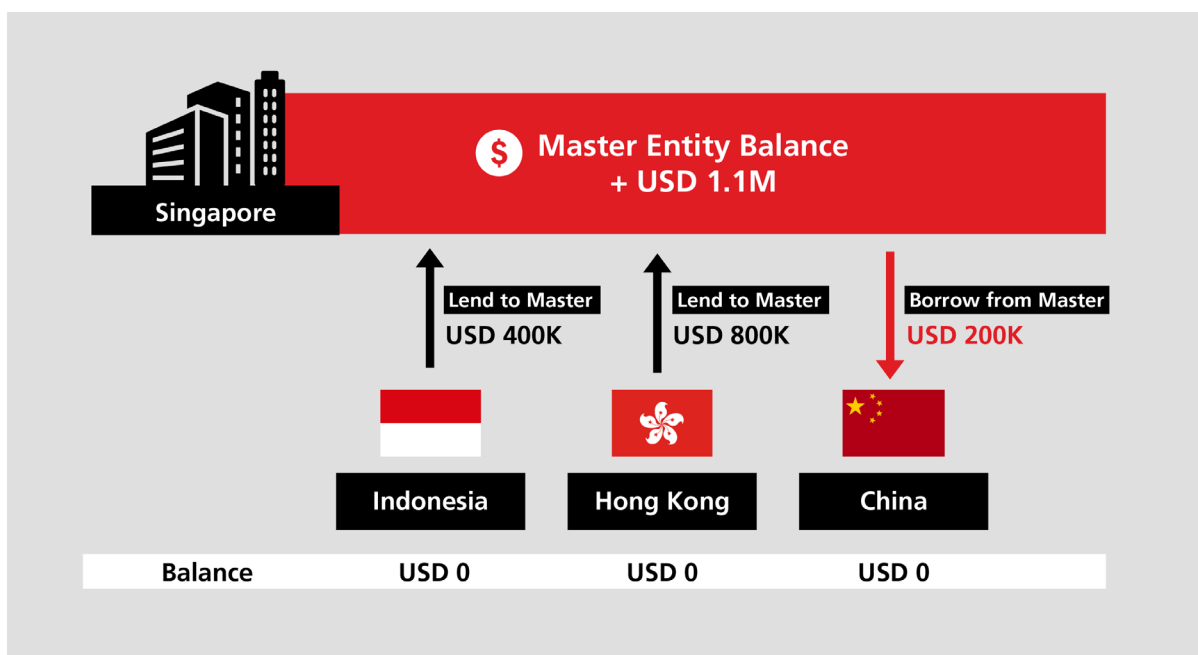 $ Master Entity Balance
+ USD 1.1M
Singapore
Lend to Master
USD 400K
Lend to Master
USD 800K
Borrow from Master
USD 200K
Indonesia
Hong Kong
China
Balance USD 0 USD 0 USD 0